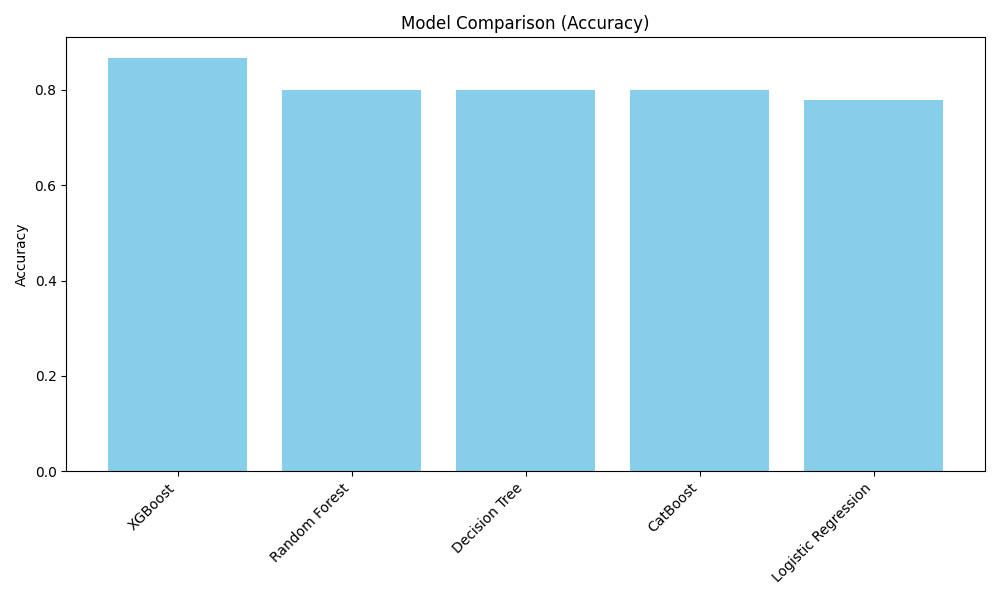 Model Comparison (Accuracy)
Accuracy
0.8
0.6
0.4
0.2
0.0
XGBoost
Random Forest
Decision Tree
CatBoost
Logistic Regression